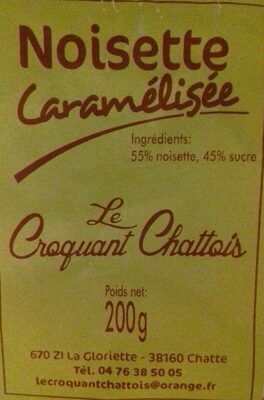 Noisette
Caramélisée
Ingrédients:
55% noisette, 45% sucre
Le
Croquant Chattois
Poids net:
200g
670 ZI La Gloriette - 38160 Chatte
Tél. 04 76 38 50 05
lecroquantchattois@orange.fr